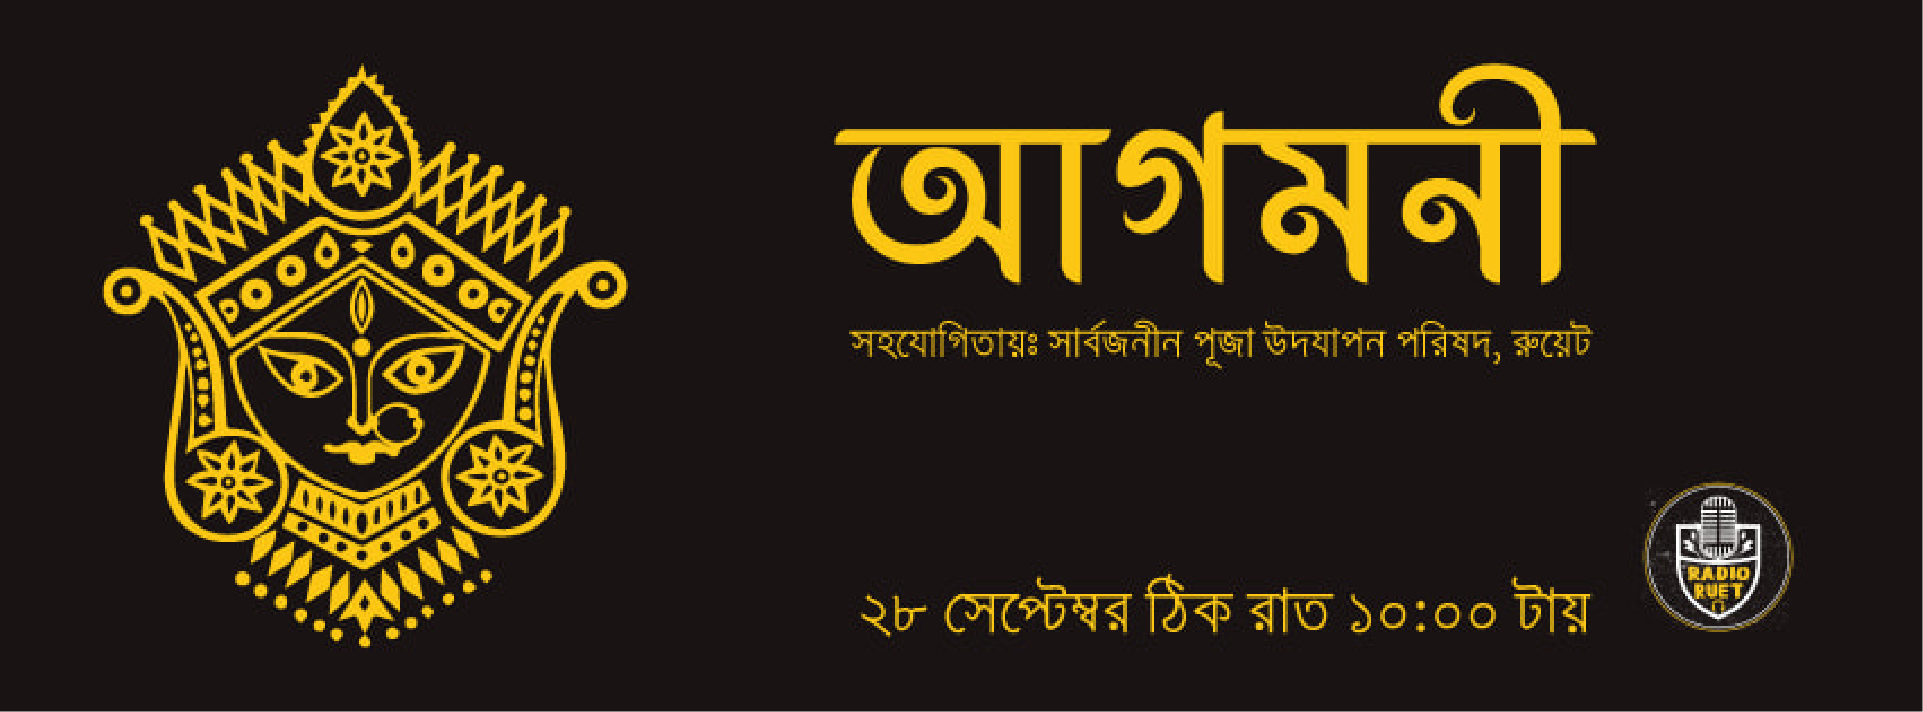 আগমনী
সহযোগিতায়ঃ সার্বজনীন পূজা উদযাপন পরিষদ, রুয়েট
২৮ সেপ্টেম্বর ঠিক রাত ১০:০০ টায়
RADIO
RUET